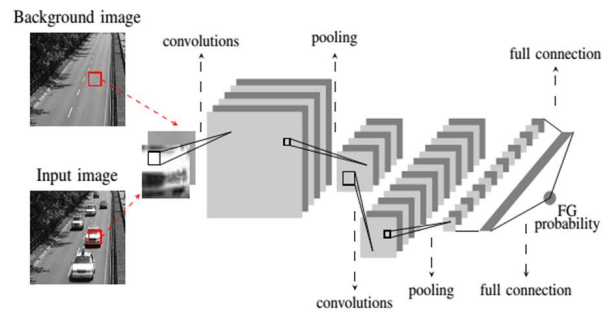 Background image
convolutions
pooling
full connection
Input image
FG
probability
convolutions
pooling
full connection